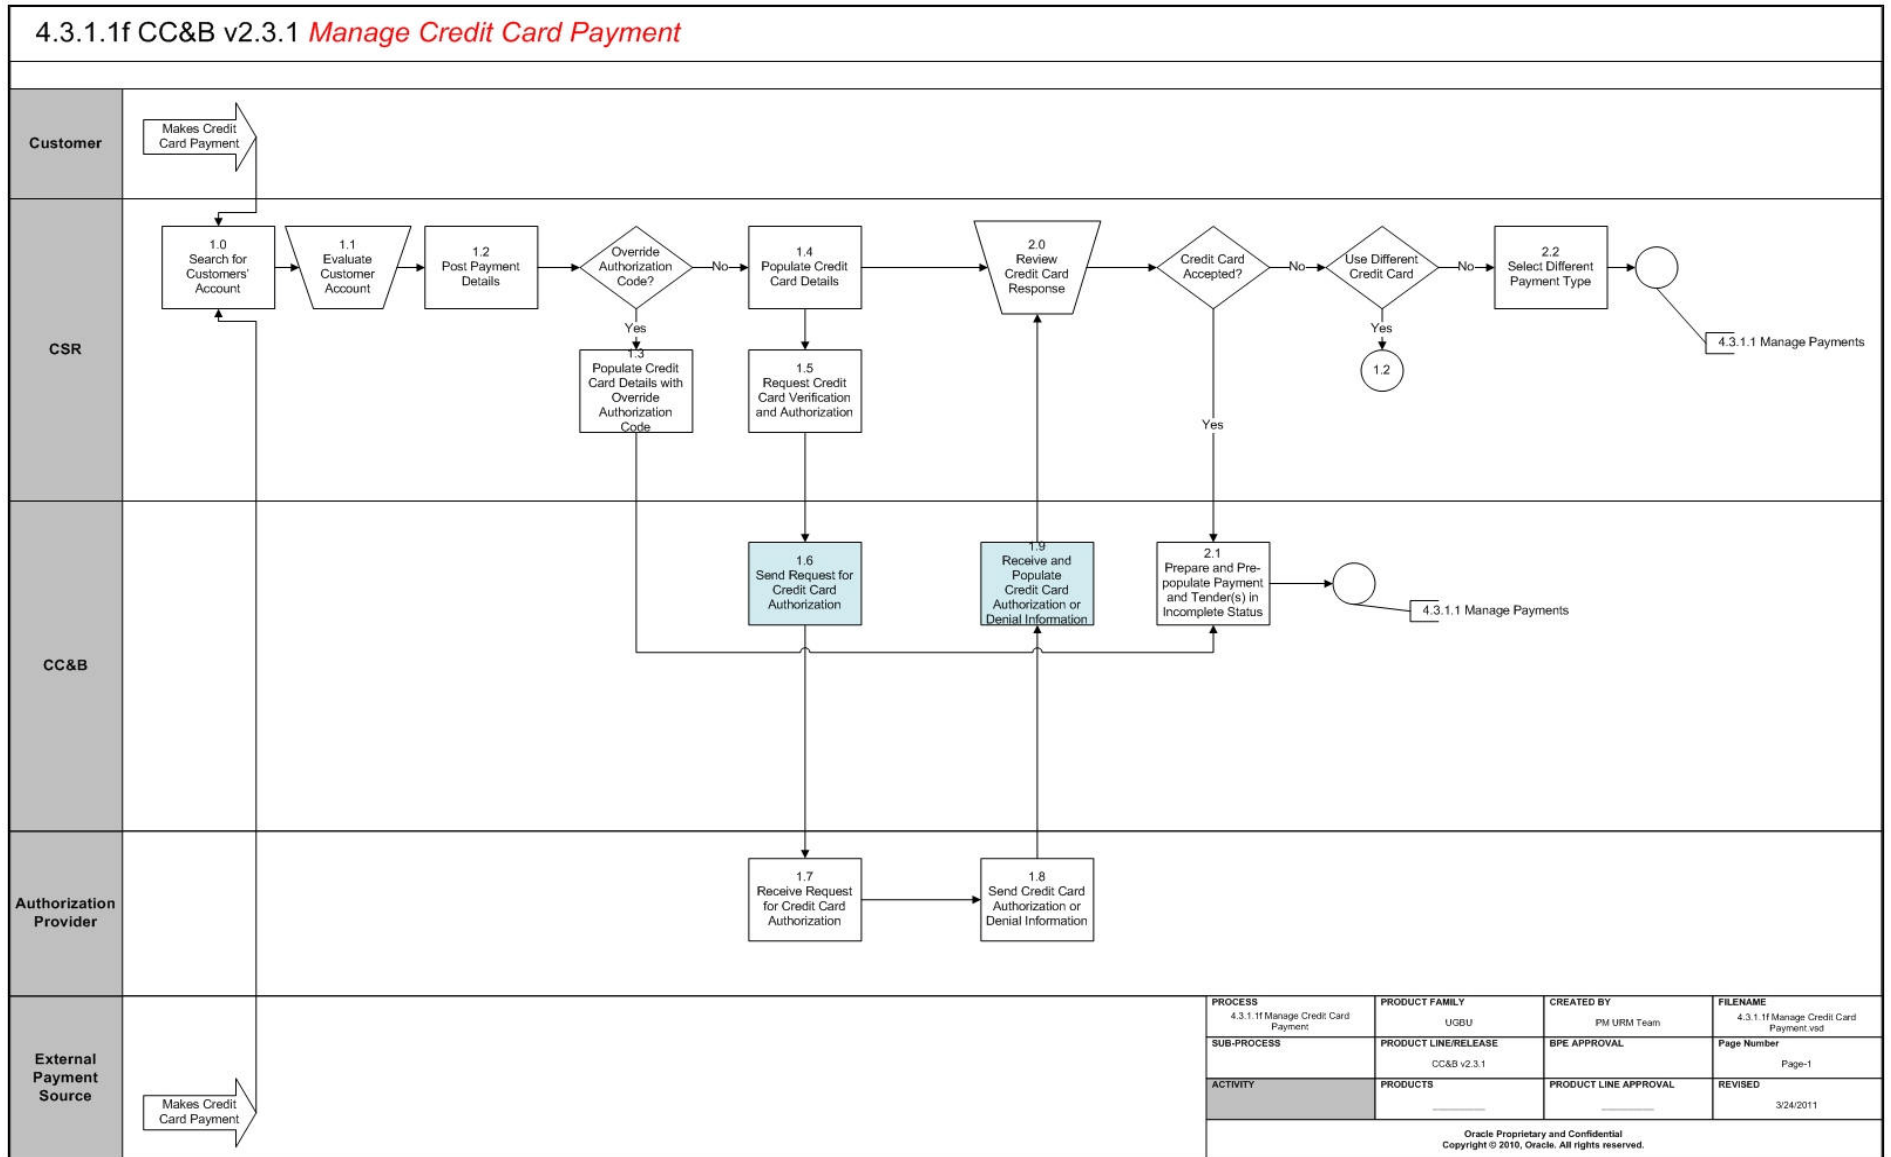 4.3.1.1f CC&B v2.3.1 Manage Credit Card Payment
Customer
Makes Credit
Card Payment
CSR
1.0
Search for
Customers'
Account
1.1
Evaluate
Customer
Account
1.2
Post Payment
Details
Override
Authorization
Code?
No
Yes
1.3
Populate Credit
Card Details with
Override
Authorization
Code
1.4
Populate Credit
Card Details
1.5
Request Credit
Card Verification
and Authorization
2.0
Review
Credit Card
Response
Credit Card
Accepted?
No
Yes
Use Different
Credit Card
No
Yes
1.2
2.2
Select Different
Payment Type
4.3.1.1 Manage Payments
CC&B
1.6
Send Request for
Credit Card
Authorization
1.9
Receive and
Populate
Credit Card
Authorization or
Denial Information
2.1
Prepare and Pre-
populate Payment
and Tender(s) in
Incomplete Status
4.3.1.1 Manage Payments
Authorization
Provider
1.7
Receive Request
for Credit Card
Authorization
1.8
Send Credit Card
Authorization or
Denial Information
External
Payment
Source
Makes Credit
Card Payment
PROCESS
4.3.1.1f Manage Credit Card
Payment
PRODUCT FAMILY
UGBU
CREATED BY
PM URM Team
FILENAME
4.3.1.1f Manage Credit Card
Payment.vsd
SUB-PROCESS
PRODUCT LINE/RELEASE
CC&B v2.3.1
BPE APPROVAL
Page Number
Page-1
ACTIVITY
PRODUCTS
PRODUCT LINE APPROVAL
REVISED
3/24/2011
Oracle Proprietary and Confidential
Copyright © 2010, Oracle. All rights reserved.